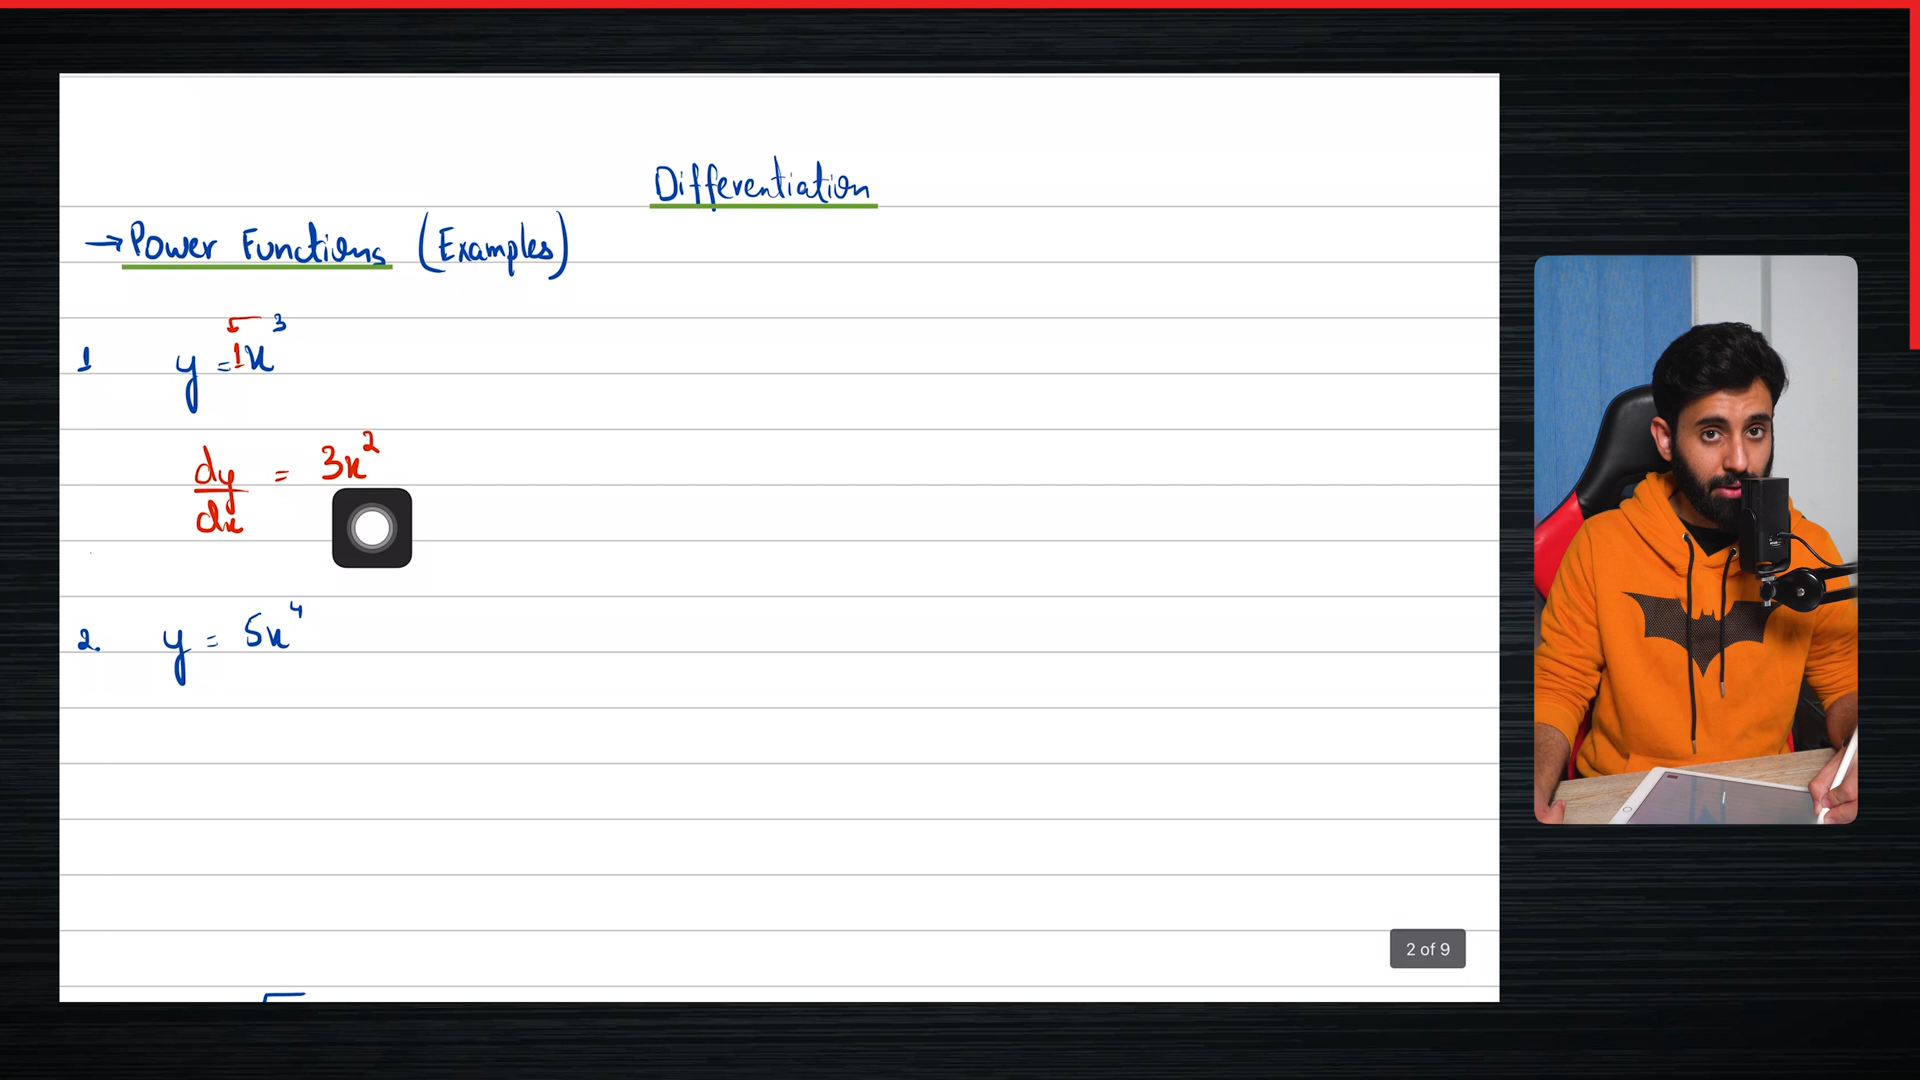 Differentiation
→ Power Functions (Examples)
1 y = 1x³
dy/dx = 3x²
2. y = 5x⁴
2 of 9